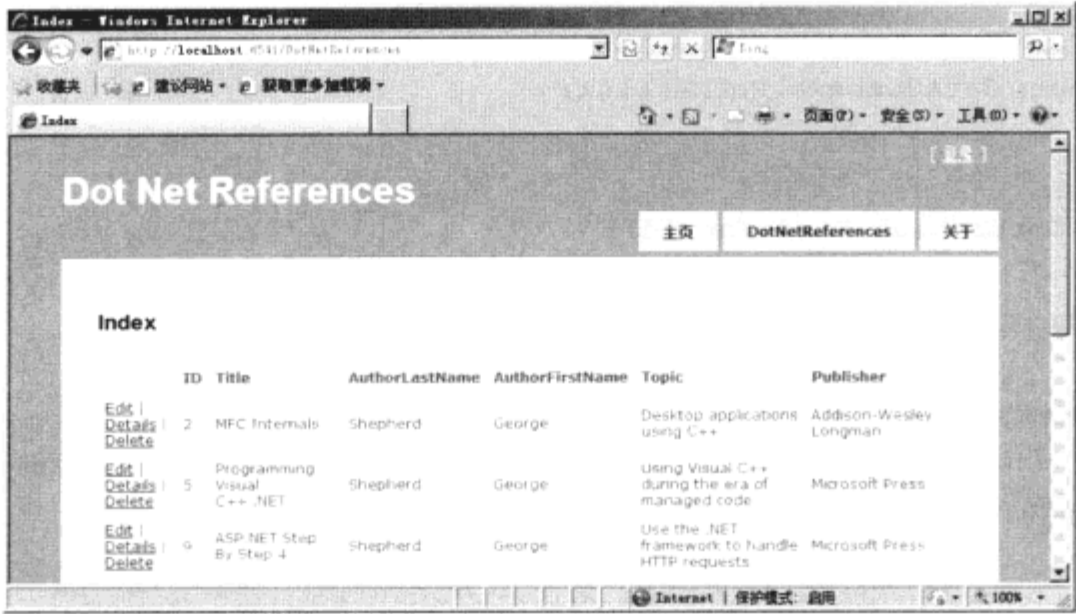 Index - Windows Internet Explorer
localhost
收藏夹 建议网站 获取更多加载项
Index
页面(P) 安全(S) 工具(O)
[ 登录 ]
Dot Net References
主页 DotNetReferences 关于
Index
ID Title AuthorLastName AuthorFirstName Topic Publisher
Edit | Details | Delete 2 MFC Internals Shepherd George Desktop applications using C++ Addison-Wesley Longman
Edit | Details | Delete 5 Programming Visual C++ .NET Shepherd George Using Visual C++ during the era of managed code Microsoft Press
Edit | Details | Delete 9 ASP.NET Step By Step 4 Shepherd George Use the .NET framework to handle HTTP requests Microsoft Press
Internet | 保护模式: 启用 100%